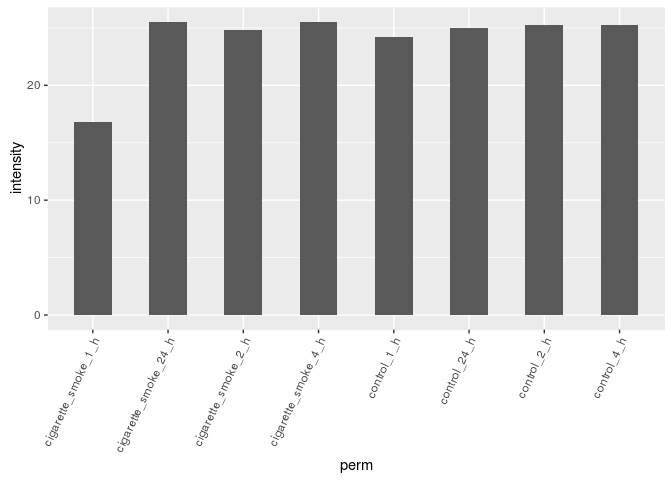 intensity
20
10
0
cigarette_smoke_1_h
cigarette_smoke_24_h
cigarette_smoke_2_h
cigarette_smoke_4_h
control_1_h
control_24_h
control_2_h
control_4_h
perm